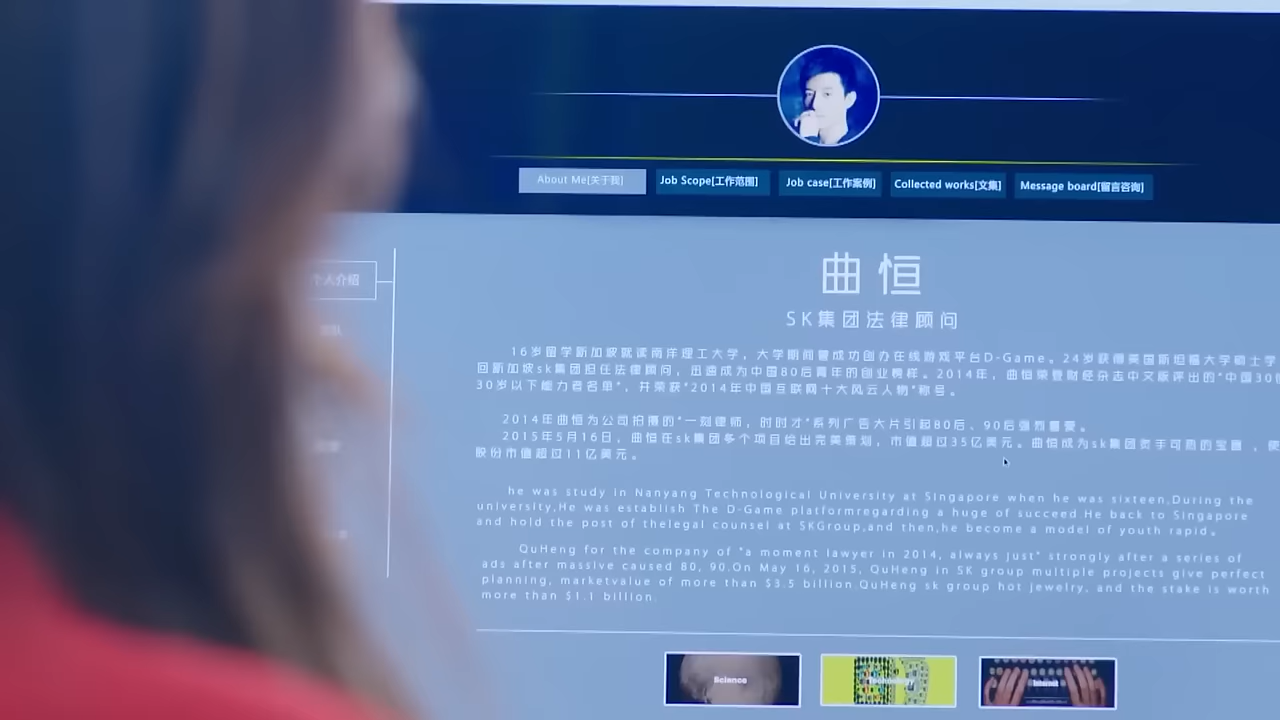 About Me[关于我]
Job Scope[工作范围]
Job case[工作案例]
Collected works[文集]
Message board[留言咨询]
个人介绍
曲恒
SK集团法律顾问
16岁留学新加坡就读南洋理工大学，大学期间曾成功创办在线游戏平台D-Game。24岁获得美国斯坦福大学硕士学
回新加坡sk集团担任法律顾问，迅速成为中国80后青年的创业榜样。2014年，曲恒荣登财经杂志中文版评出的"中国30位
30岁以下能力者名单"，并荣获"2014年中国互联网十大风云人物"称号。
2014年曲恒为公司拍摄的"一刻律师，时时才"系列广告大片引起80后、90后强烈重要。
2015年5月16日，曲恒在sk集团多个项目给出完美策划，市值超过35亿美元。曲恒成为sk集团炙手可热的宝藏，使
股份市值超过11亿美元。
he was study in Nanyang Technological University at Singapore when he was sixteen,During the
university,He was establish The D-Game platformregarding a huge of succeed He back to Singapore
and hold the post of thelegal counsel at SKGroup,and then,he become a model of youth rapid。
QuHeng for the company of "a moment lawyer in 2014, always just" strongly after a series of
ads after massive caused 80, 90.On May 16, 2015, QuHeng in SK group multiple projects give perfect
planning, marketvalue of more than $3.5 billion QuHeng sk group hot jewelry, and the stake is worth
more than $1.1 billion.
Science
Technology
Internet